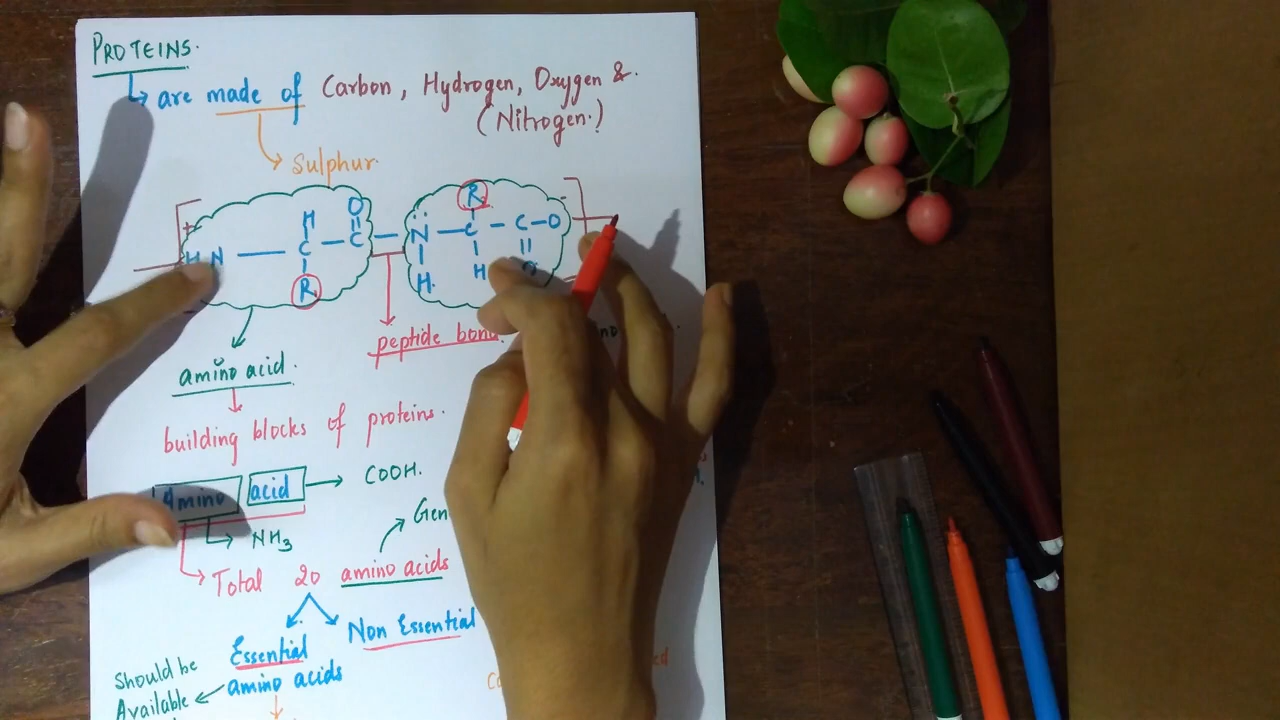 PROTEINS.
are made of Carbon, Hydrogen, Oxygen &.
(Nitrogen!)
Sulphur.
H O R
H N C C N C C O
R H H
peptide bond.
amino acid.
building blocks of proteins.
Amino acid COOH.
NH3
Gen
Total 20 amino acids
Non Essential
Essential
amino acids
Should be
Available